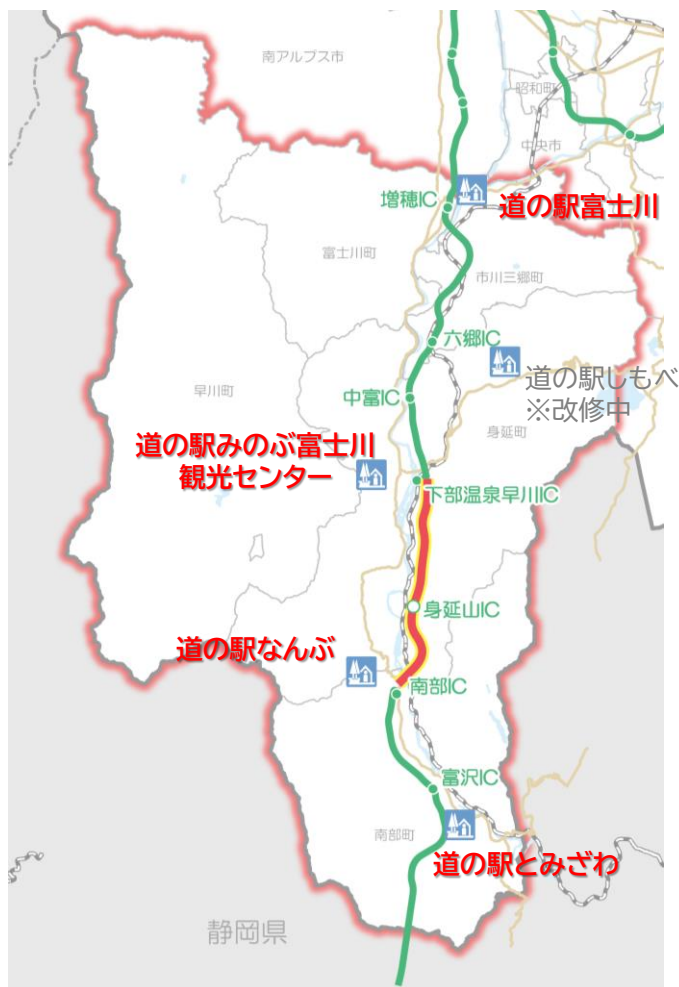 南アルプス市
昭和町
中央市
増穂IC
道の駅富士川
富士川町
市川三郷町
六郷IC
道の駅しもべ
※改修中
早川町
中富IC
身延町
道の駅みのぶ富士川
観光センター
下部温泉早川IC
身延山IC
道の駅なんぶ
南部IC
富沢IC
南部町
道の駅とみざわ
静岡県